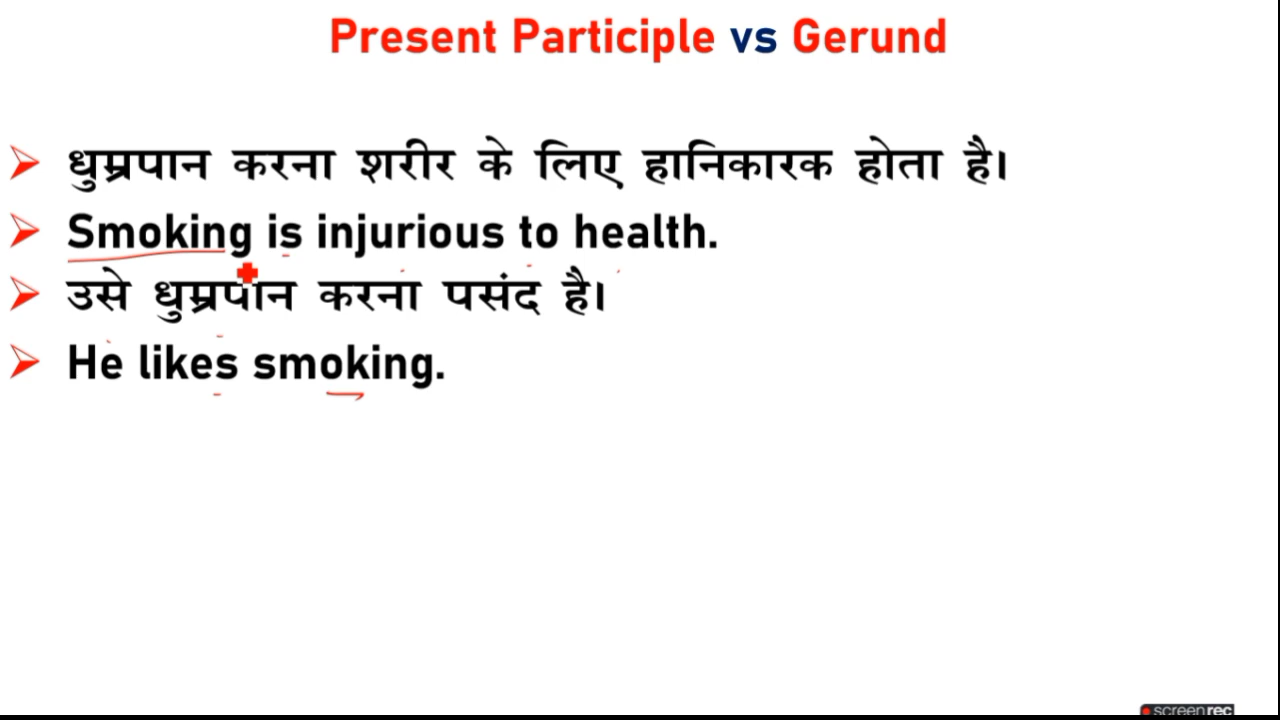 Present Participle vs Gerund
धुम्रपान करना शरीर के लिए हानिकारक होता है।
Smoking is injurious to health.
उसे धुम्रपान करना पसंद है।
He likes smoking.
screenrec